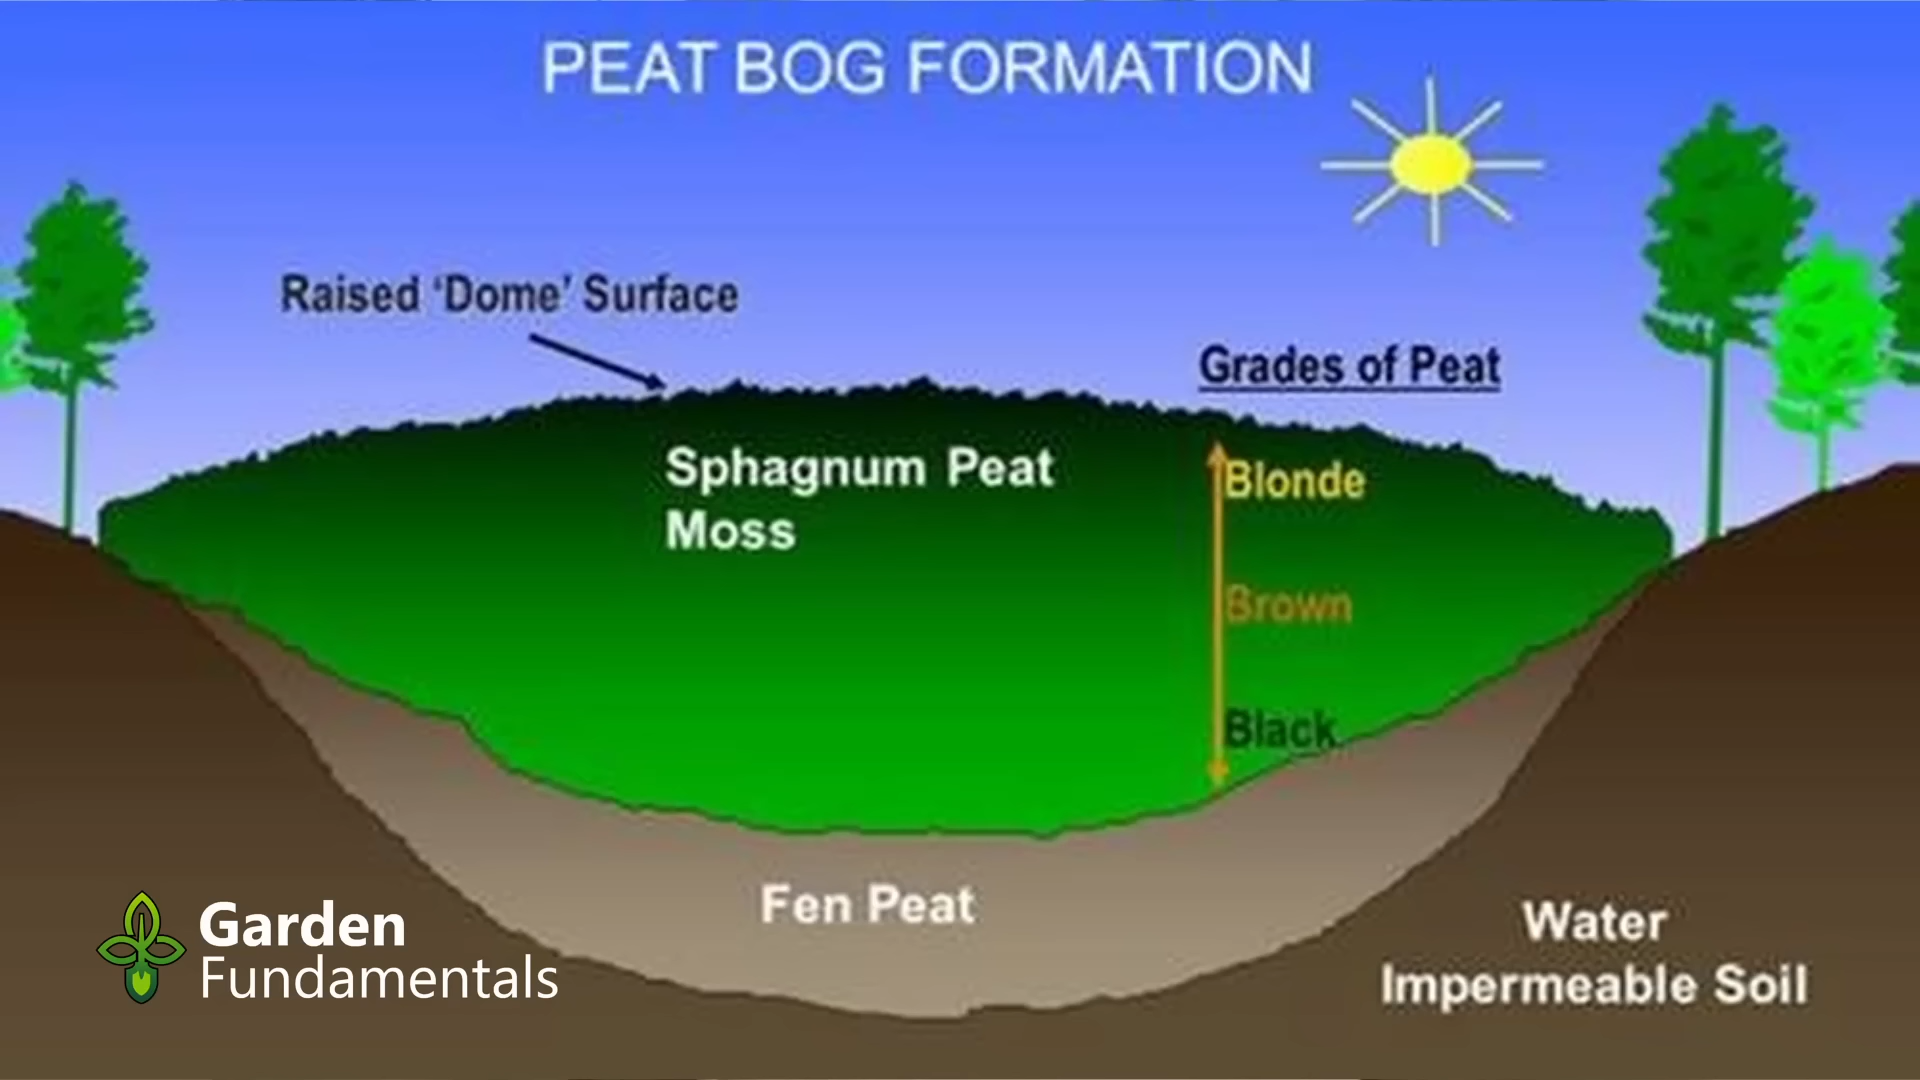 PEAT BOG FORMATION
Raised ‘Dome’ Surface
Grades of Peat
Sphagnum Peat
Moss
Blonde
Brown
Black
Fen Peat
Water
Impermeable Soil
Garden
Fundamentals